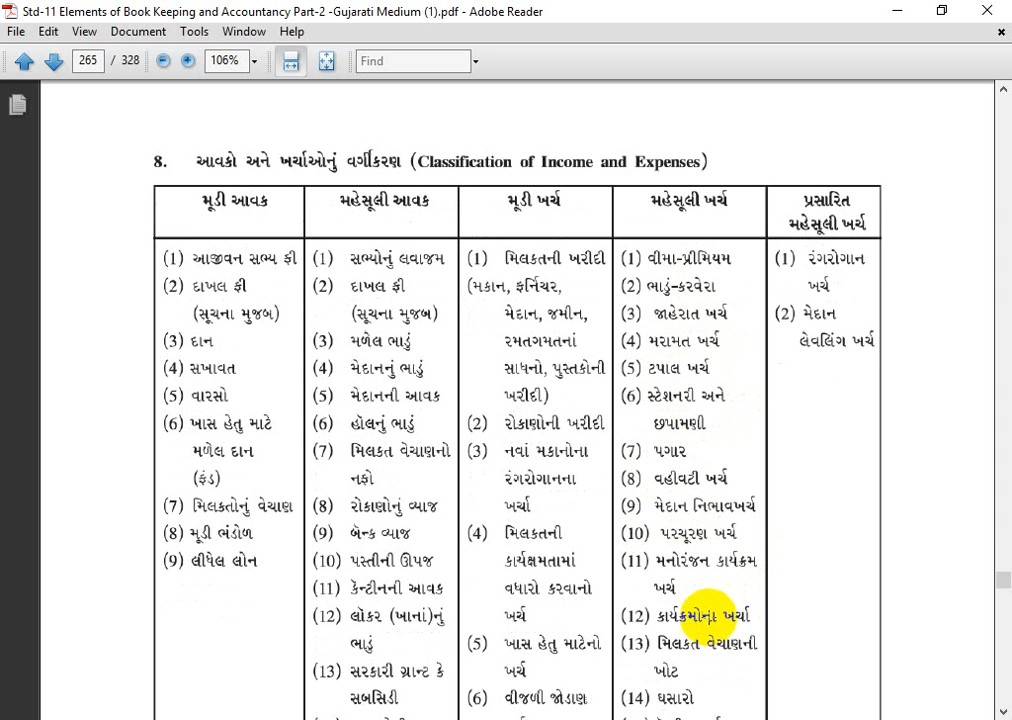 Std-11 Elements of Book Keeping and Accountancy Part-2 -Gujarati Medium (1).pdf - Adobe Reader
File Edit View Document Tools Window Help
265 / 328 106% Find
8. આવકો અને ખર્ચાઓનું વર્ગીકરણ (Classification of Income and Expenses)
મૂડી આવક
(1) આજીવન સભ્ય ફી
(2) દાખલ ફી
(સૂચના મુજબ)
(3) દાન
(4) સખાવત
(5) વારસો
(6) ખાસ હેતુ માટે
મળેલ દાન
(ફંડ)
(7) મિલકતોનું વેચાણ
(8) મૂડી ભંડોળ
(9) લીધેલ લોન
મહેસૂલી આવક
(1) સભ્યોનું લવાજમ
(2) દાખલ ફી
(સૂચના મુજબ)
(3) મળેલ ભાડું
(4) મેદાનનું ભાડું
(5) મેદાનની આવક
(6) હૉલનું ભાડું
(7) મિલકત વેચાણનો
નફો
(8) રોકાણોનું વ્યાજ
(9) બૅન્ક વ્યાજ
(10) પસ્તીની ઊપજ
(11) કૅન્ટીનની આવક
(12) લૉકર (ખાનાં)નું
ભાડું
(13) સરકારી ગ્રાન્ટ કે
સબસિડી
મૂડી ખર્ચ
(1) મિલકતની ખરીદી
(મકાન, ફર્નિચર,
મેદાન, જમીન,
રમતગમતનાં
સાધનો, પુસ્તકોની
ખરીદી)
(2) રોકાણોની ખરીદી
(3) નવાં મકાનોના
રંગરોગાનના
ખર્ચા
(4) મિલકતની
કાર્યક્ષમતામાં
વધારો કરવાનો
ખર્ચ
(5) ખાસ હેતુ માટેનો
ખર્ચ
(6) વીજળી જોડાણ
મહેસૂલી ખર્ચ
(1) વીમા-પ્રીમિયમ
(2) ભાડું-કરવેરા
(3) જાહેરાત ખર્ચ
(4) મરામત ખર્ચ
(5) ટપાલ ખર્ચ
(6) સ્ટેશનરી અને
છપામણી
(7) પગાર
(8) વહીવટી ખર્ચ
(9) મેદાન નિભાવખર્ચ
(10) પરચૂરણ ખર્ચ
(11) મનોરંજન કાર્યક્રમ
ખર્ચ
(12) કાર્યક્રમોના ખર્ચા
(13) મિલકત વેચાણની
ખોટ
(14) ઘસારો
પ્રસારિત
મહેસૂલી ખર્ચ
(1) રંગરોગાન
ખર્ચ
(2) મેદાન
લેવલિંગ ખર્ચ